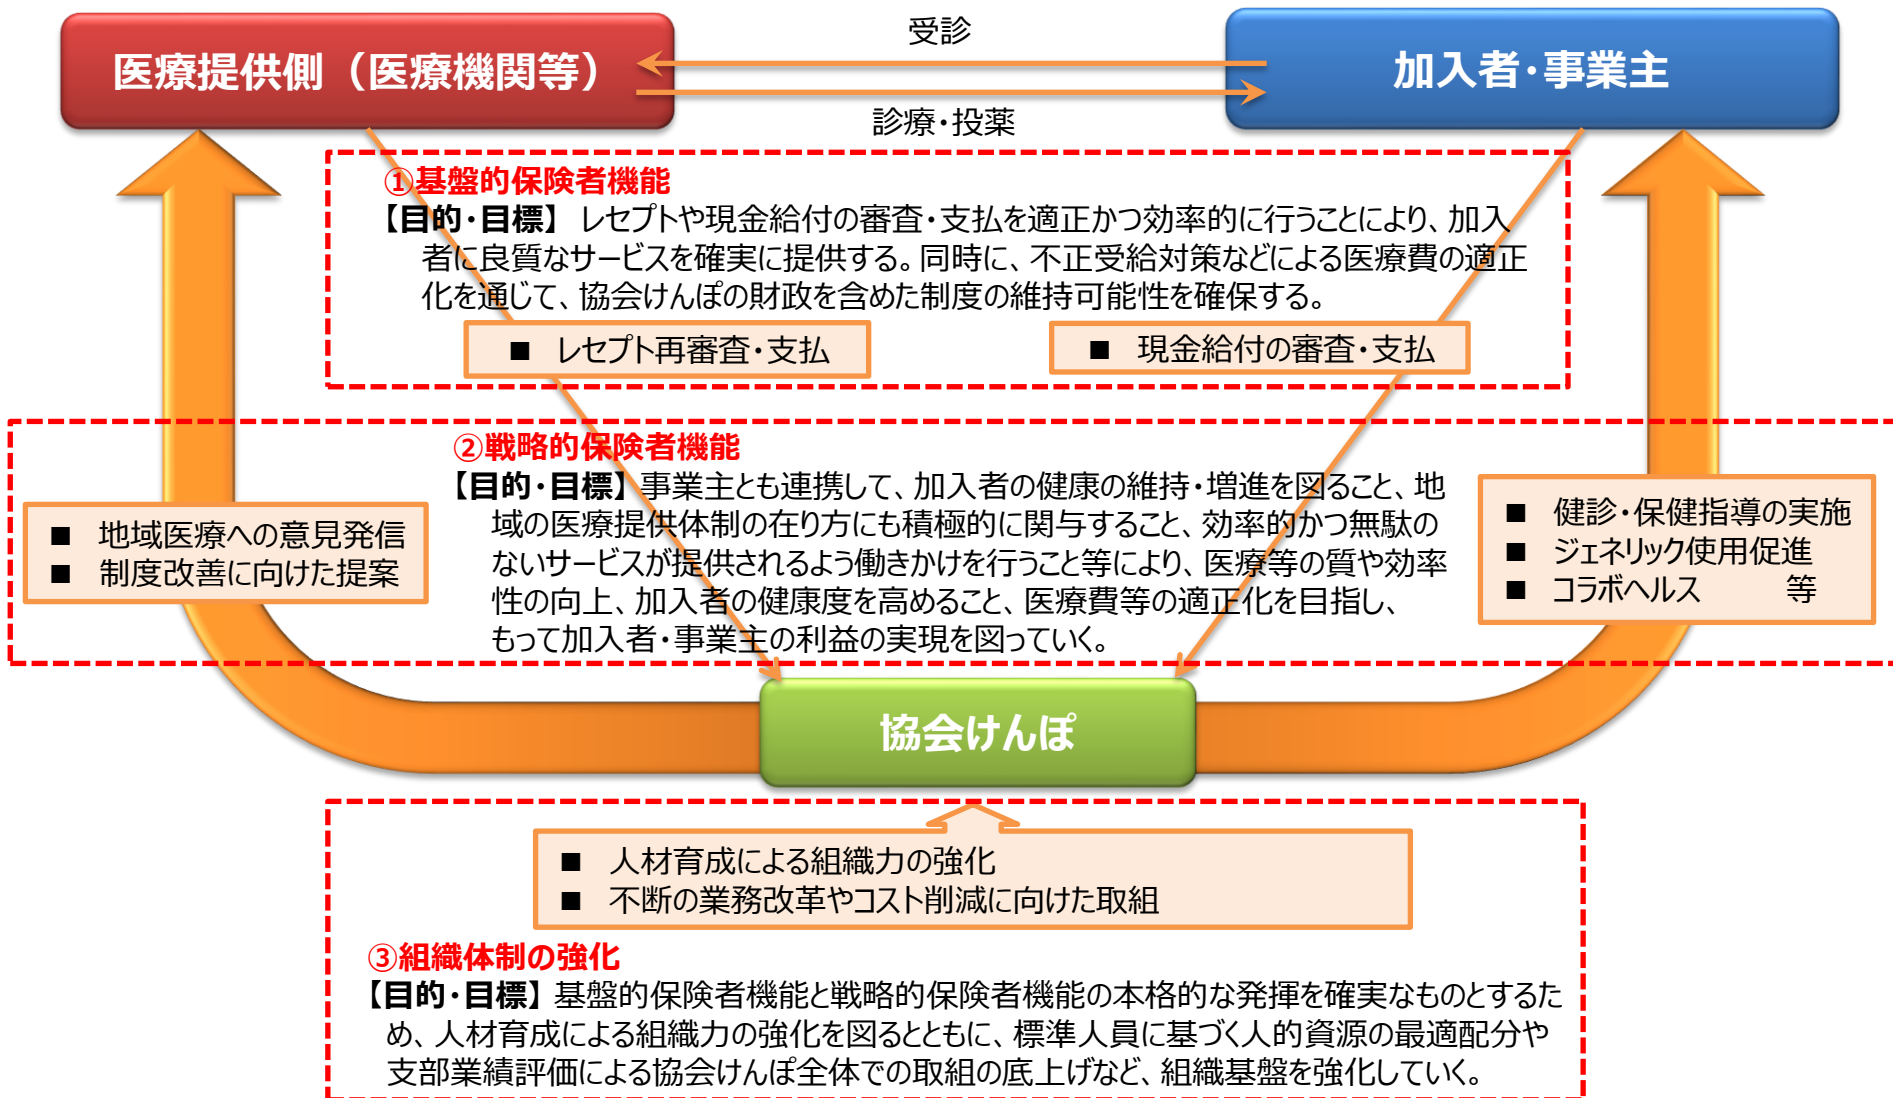 医療提供側（医療機関等）
受診
加入者・事業主
診療・投薬
①基盤的保険者機能
【目的・目標】 レセプトや現金給付の審査・支払を適正かつ効率的に行うことにより、加入
者に良質なサービスを確実に提供する。同時に、不正受給対策などによる医療費の適正
化を通じて、協会けんぽの財政を含めた制度の維持可能性を確保する。
■ レセプト再審査・支払
■ 現金給付の審査・支払
②戦略的保険者機能
【目的・目標】 事業主とも連携して、加入者の健康の維持・増進を図ること、地
域の医療提供体制の在り方にも積極的に関与すること、効率的かつ無駄の
ないサービスが提供されるよう働きかけを行うこと等により、医療等の質や効率
性の向上、加入者の健康度を高めること、医療費等の適正化を目指し、
もって加入者・事業主の利益の実現を図っていく。
■ 地域医療への意見発信
■ 制度改善に向けた提案
■ 健診・保健指導の実施
■ ジェネリック使用促進
■ コラボヘルス 等
協会けんぽ
■ 人材育成による組織力の強化
■ 不断の業務改革やコスト削減に向けた取組
③組織体制の強化
【目的・目標】 基盤的保険者機能と戦略的保険者機能の本格的な発揮を確実なものとするた
め、人材育成による組織力の強化を図るとともに、標準人員に基づく人的資源の最適配分や
支部業績評価による協会けんぽ全体での取組の底上げなど、組織基盤を強化していく。